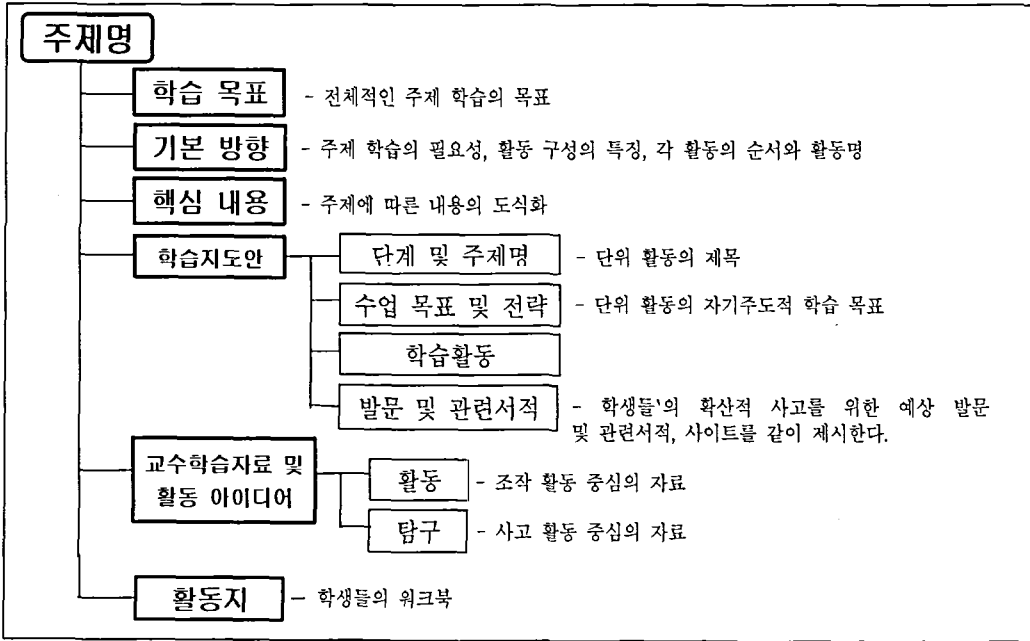 주제명
학습 목표 - 전체적인 주제 학습의 목표
기본 방향 - 주제 학습의 필요성, 활동 구성의 특징, 각 활동의 순서와 활동명
핵심 내용 - 주제에 따른 내용의 도식화
학습지도안 단계 및 주제명 - 단위 활동의 제목
수업 목표 및 전략 - 단위 활동의 자기주도적 학습 목표
학습활동
발문 및 관련서적 - 학생들'의 확산적 사고를 위한 예상 발문
및 관련서적, 사이트를 같이 제시한다.
교수학습자료 및
활동 아이디어
활동 - 조작 활동 중심의 자료
탐구 - 사고 활동 중심의 자료
활동지 - 학생들의 워크북